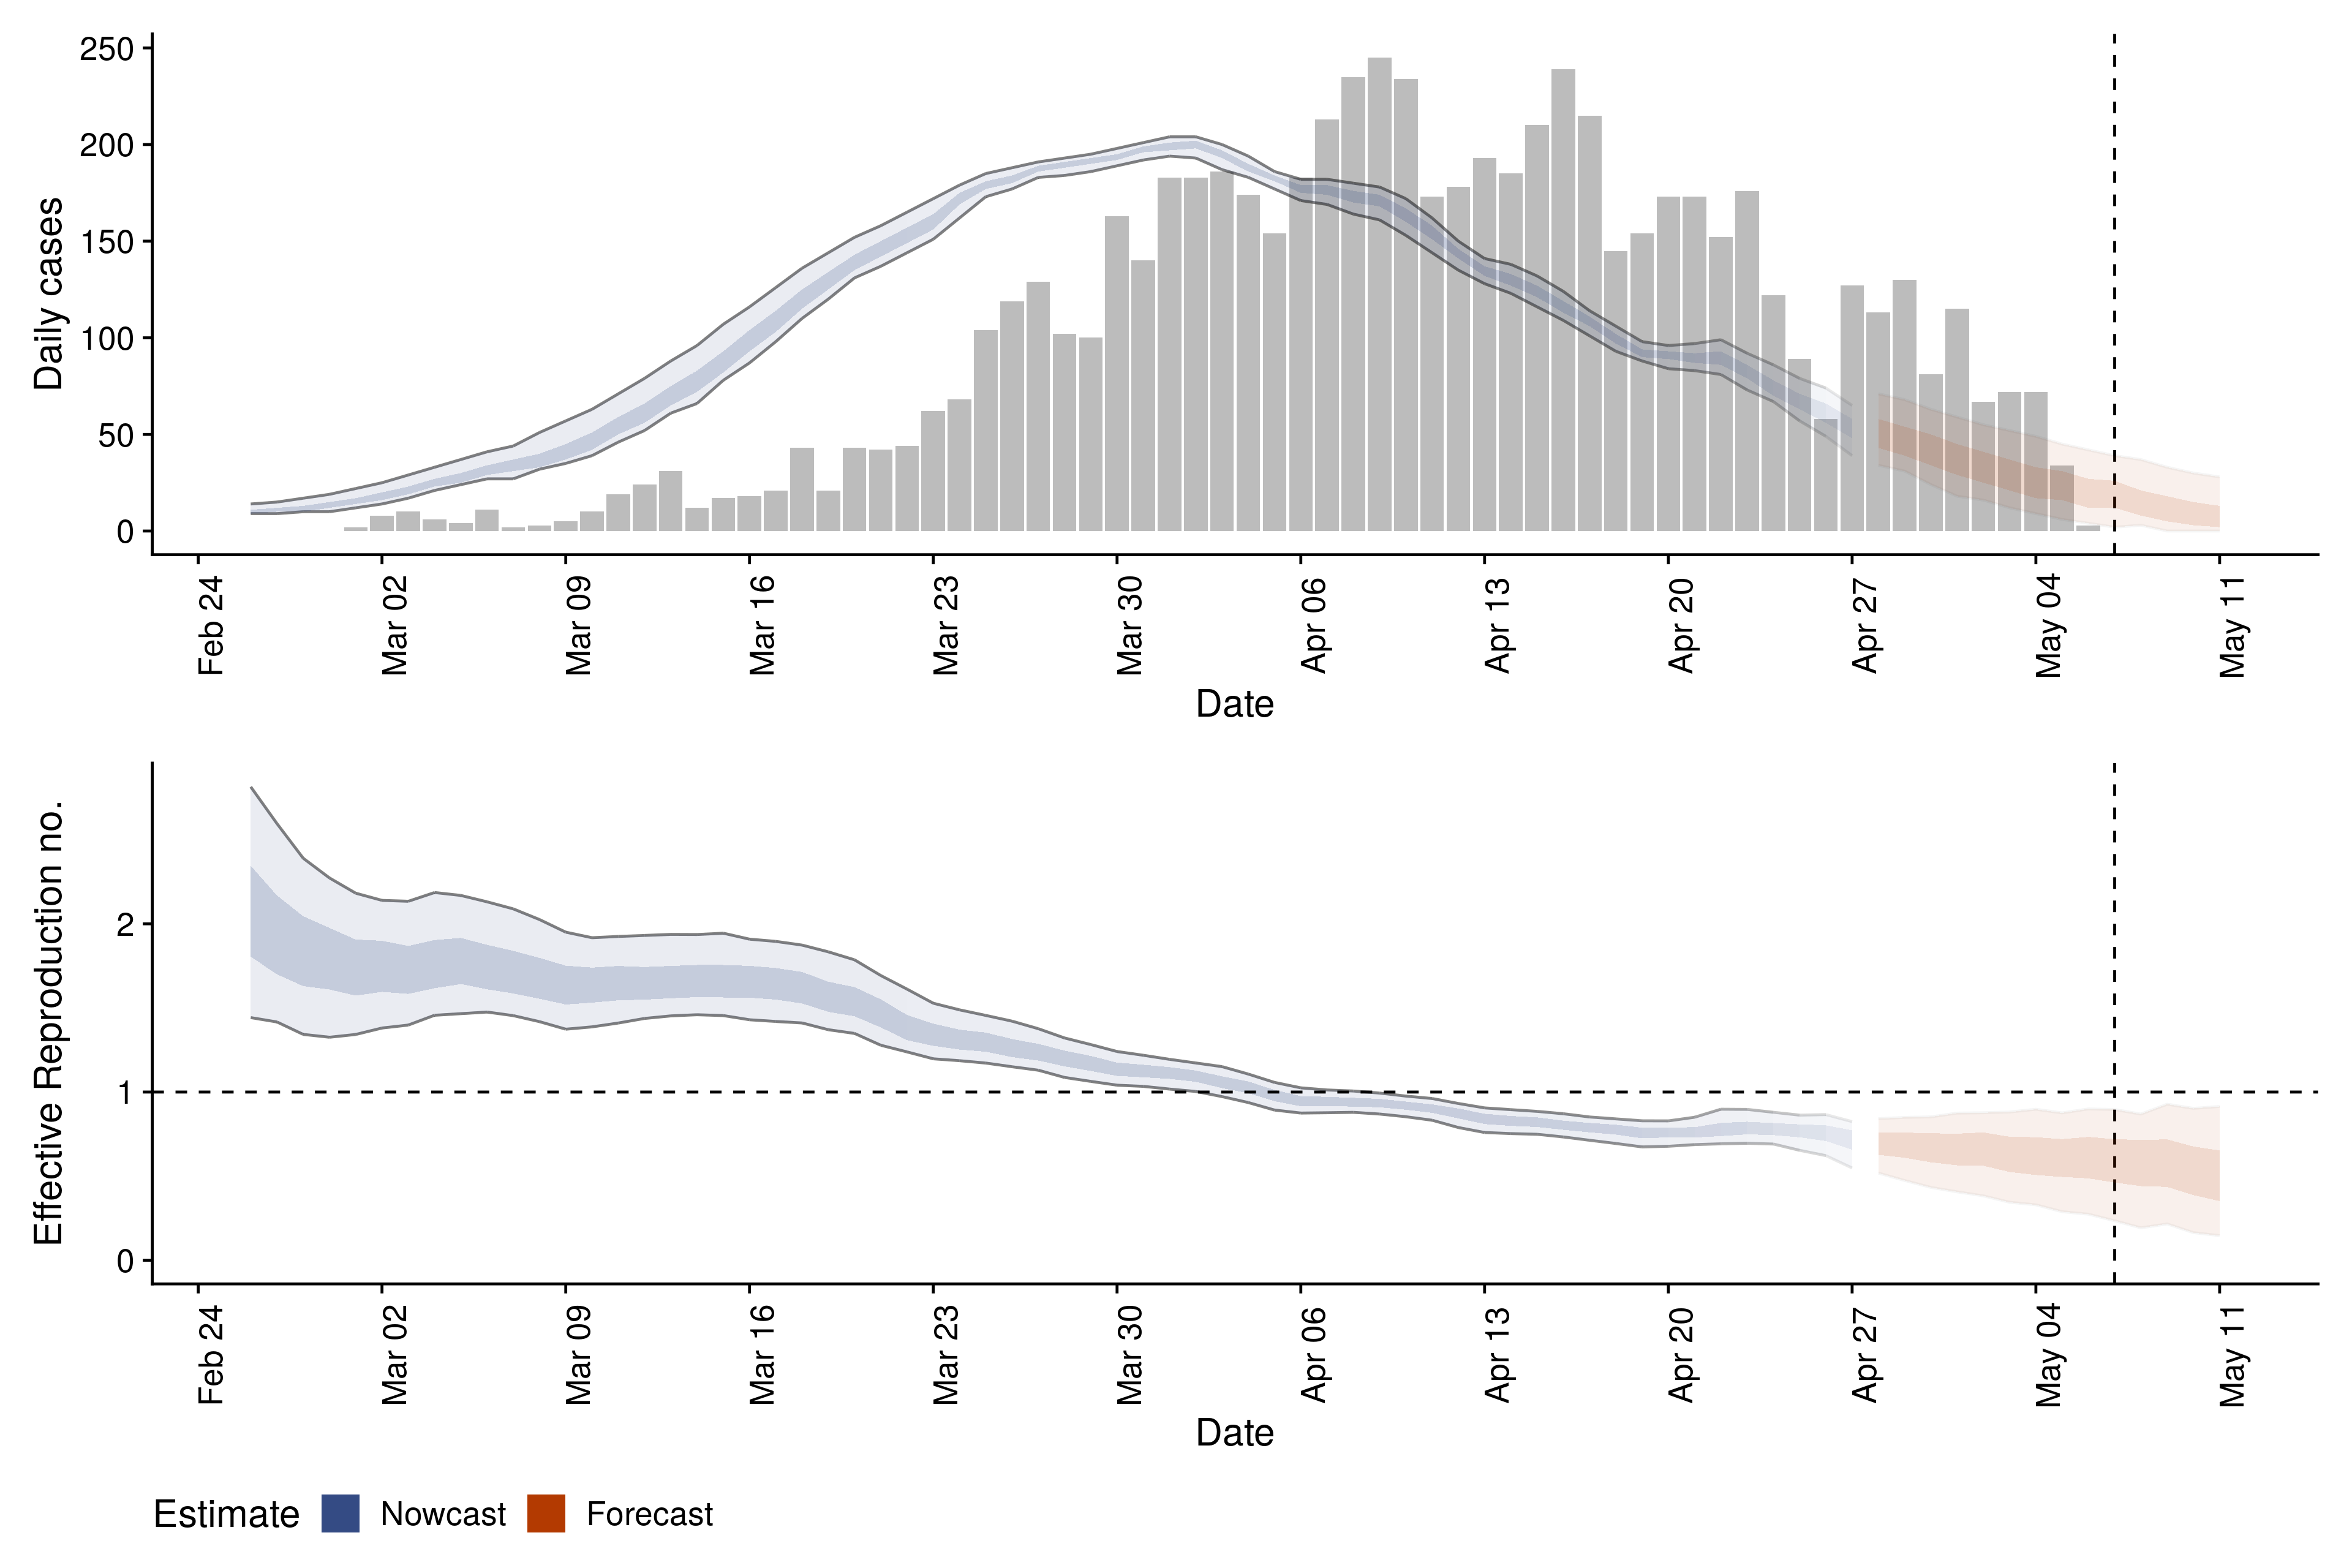 250
200
150
100
50
0
Daily cases
Feb 24
Mar 02
Mar 09
Mar 16
Mar 23
Mar 30
Apr 06
Apr 13
Apr 20
Apr 27
May 04
May 11
Date
2
1
0
Effective Reproduction no.
Feb 24
Mar 02
Mar 09
Mar 16
Mar 23
Mar 30
Apr 06
Apr 13
Apr 20
Apr 27
May 04
May 11
Date
Estimate Nowcast Forecast